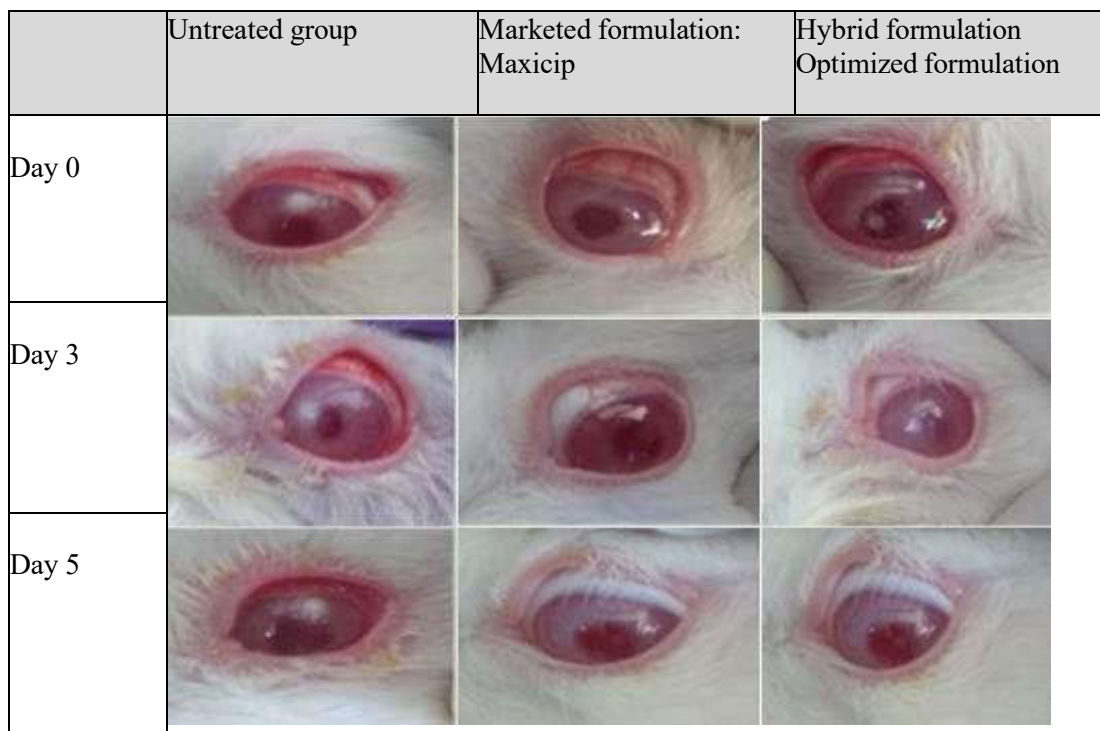 Untreated group
Marketed formulation:
Maxicip
Hybrid formulation
Optimized formulation
Day 0
Day 3
Day 5